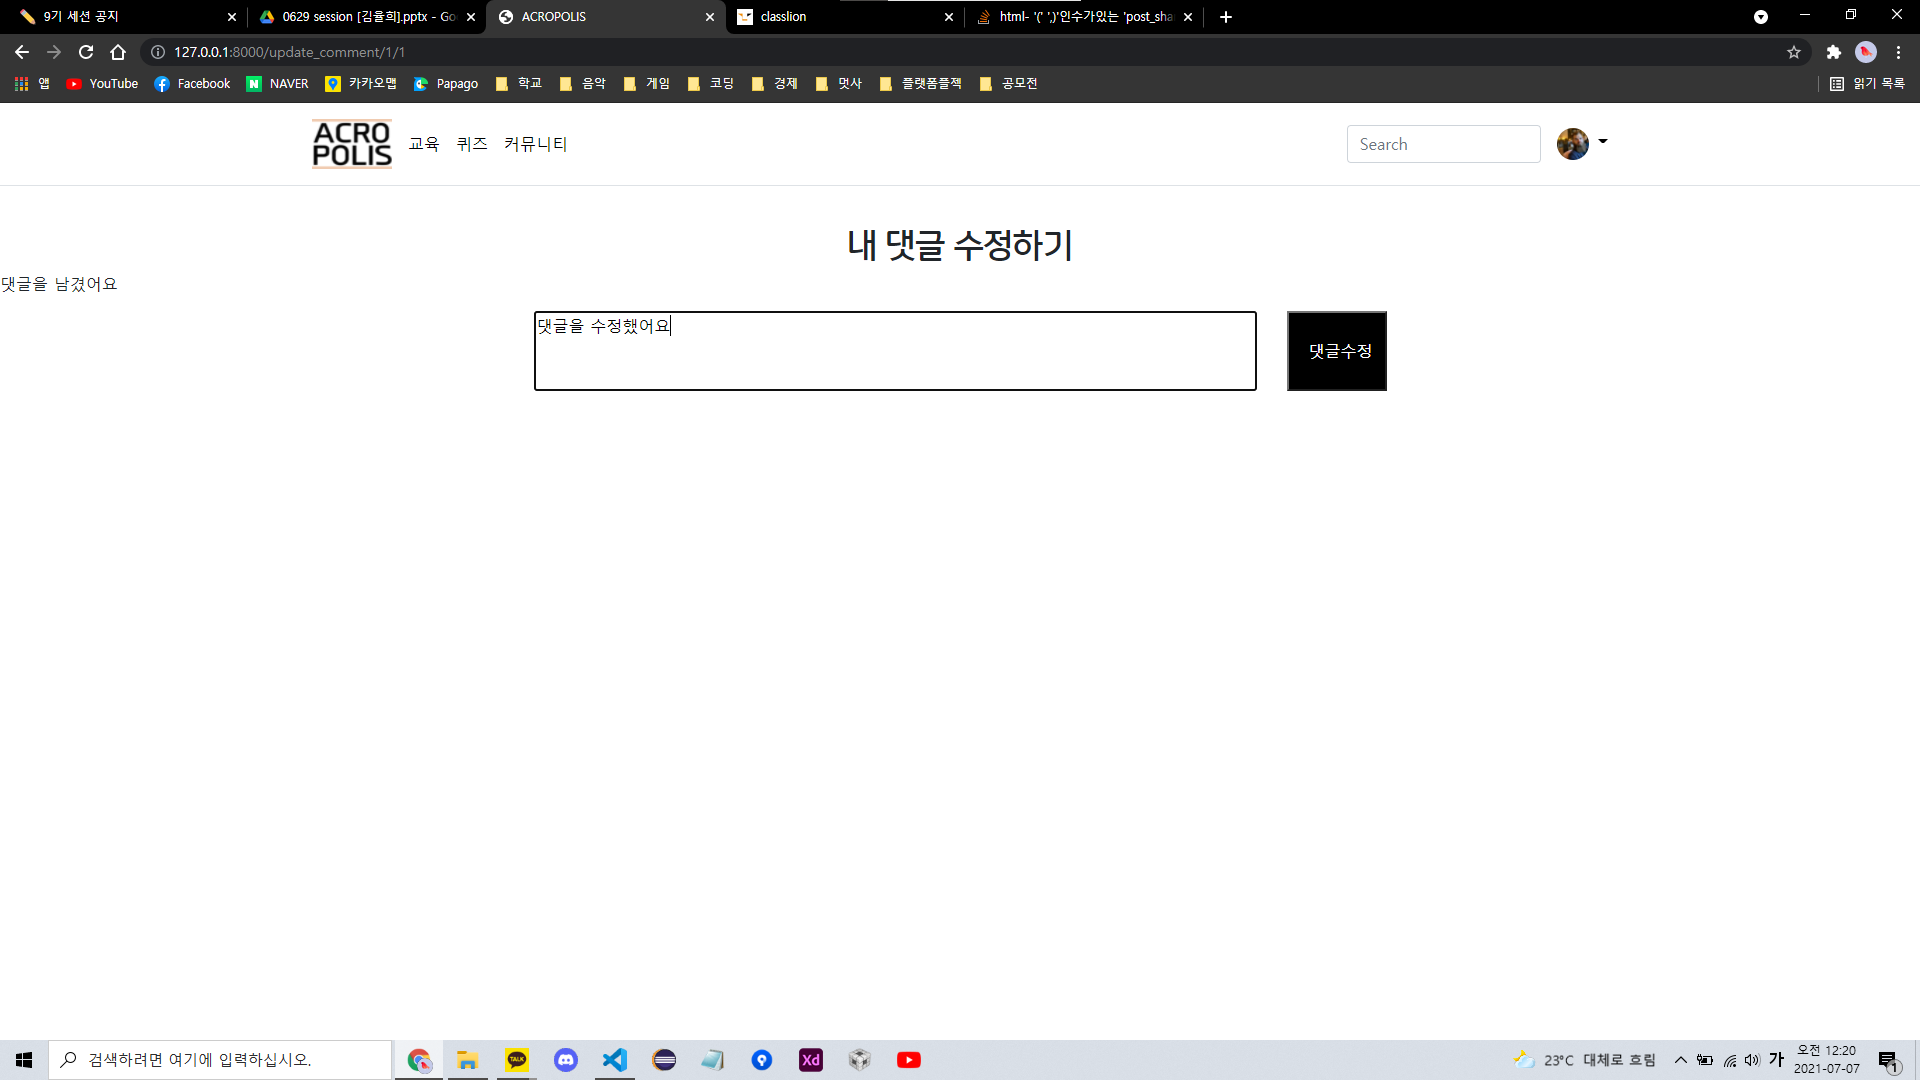 9기 세션 공지
0629 session [김율희].pptx - Go
ACROPOLIS
classlion
html- '(' ',)'인수가있는 'post_sha
127.0.0.1:8000/update_comment/1/1
앱
YouTube
Facebook
NAVER
카카오맵
Papago
학교
음악
게임
코딩
경제
멋사
플랫폼플젝
공모전
읽기 목록
ACRO
POLIS
교육 퀴즈 커뮤니티
Search
내 댓글 수정하기
댓글을 남겼어요
댓글을 수정했어요
댓글수정
검색하려면 여기에 입력하십시오.
TALK
Xd
23°C 대체로 흐림
가
오전 12:20
2021-07-07
1